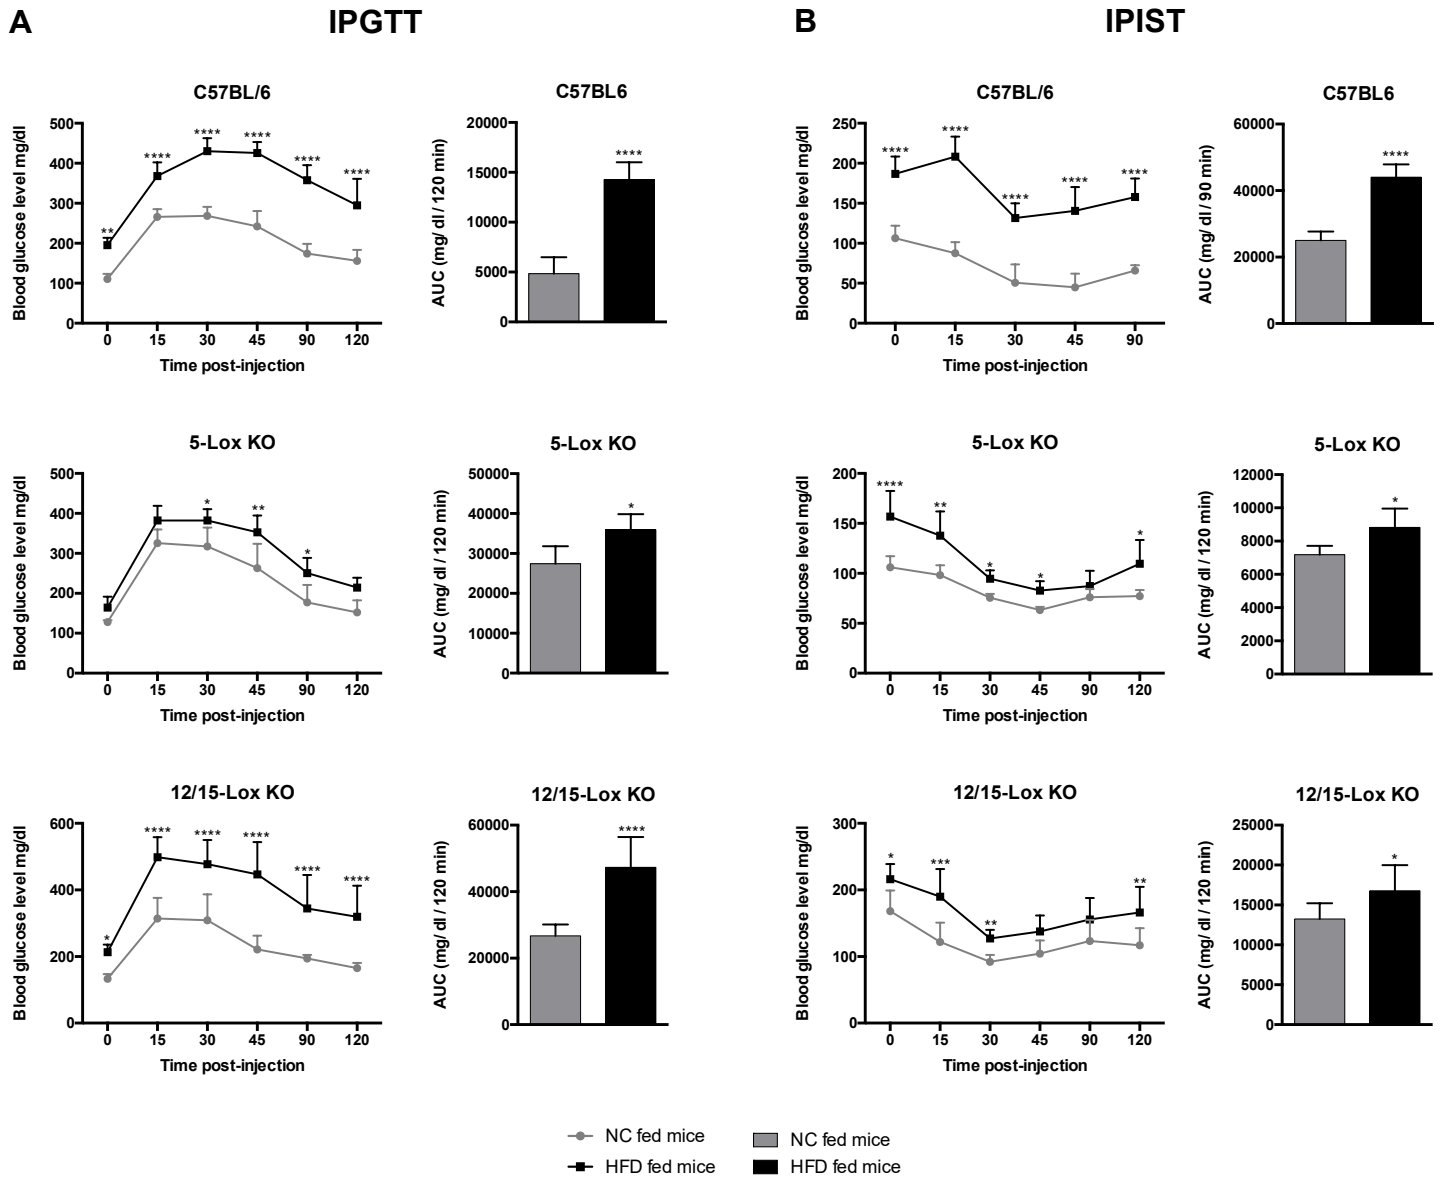 A
IPGTT
B
IPIST
C57BL/6
Blood glucose level mg/dl
500
400
300
200
100
0
**
****
****
****
****
****
0 15 30 45 90 120
Time post-injection
C57BL6
AUC (mg/ dl / 120 min)
20000
15000
10000
5000
0
****
C57BL/6
Blood glucose level mg/dl
250
200
150
100
50
0
****
****
****
****
****
0 15 30 45 90
Time post-injection
C57BL6
AUC (mg/ dl / 90 min)
60000
40000
20000
0
****
5-Lox KO
Blood glucose level mg/dl
500
400
300
200
100
0
*
**
*
0 15 30 45 90 120
Time post-injection
5-Lox KO
AUC (mg/ dl / 120 min)
50000
40000
30000
20000
10000
0
*
5-Lox KO
Blood glucose level mg/dl
200
150
100
50
0
****
**
*
*
*
0 15 30 45 90 120
Time post-injection
5-Lox KO
AUC (mg/ dl / 120 min)
12000
10000
8000
6000
4000
2000
0
*
12/15-Lox KO
Blood glucose level mg/dl
600
400
200
0
*
****
****
****
****
****
0 15 30 45 90 120
Time post-injection
12/15-Lox KO
AUC (mg/ dl / 120 min)
60000
40000
20000
0
****
12/15-Lox KO
Blood glucose level mg/dl
300
200
100
0
*
***
**
**
0 15 30 45 90 120
Time post-injection
12/15-Lox KO
AUC (mg/ dl / 120 min)
25000
20000
15000
10000
5000
0
*
NC fed mice
HFD fed mice
NC fed mice
HFD fed mice